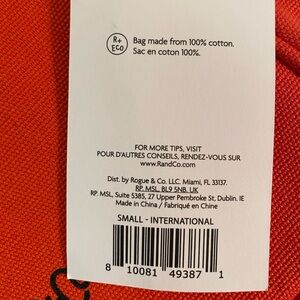 R+
ECO
Bag made from 100% cotton.
Sac en coton 100%.
FOR MORE TIPS, VISIT
POUR D'AUTRES CONSEILS, RENDEZ-VOUS SUR
www.RandCo.com
Dist. by Rogue & Co. LLC. Miami, FL 33137.
RP. MSL, BL9 5NB. UK
RP. MSL, Suite 5385, 27 Upper Pembroke St, Dublin. IE
Made in China / Fabriqué en Chine
SMALL - INTERNATIONAL
8 10081 49387 1